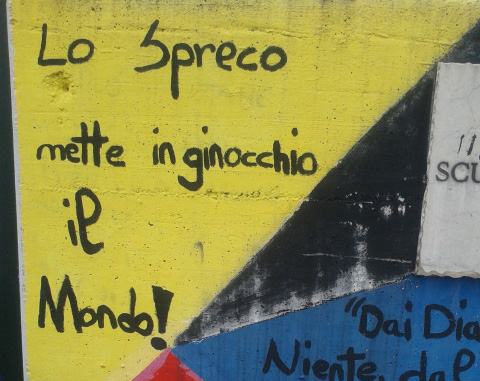 Lo Spreco
mette in ginocchio
il
Mondo!
"Dai Dia
Niente, dal